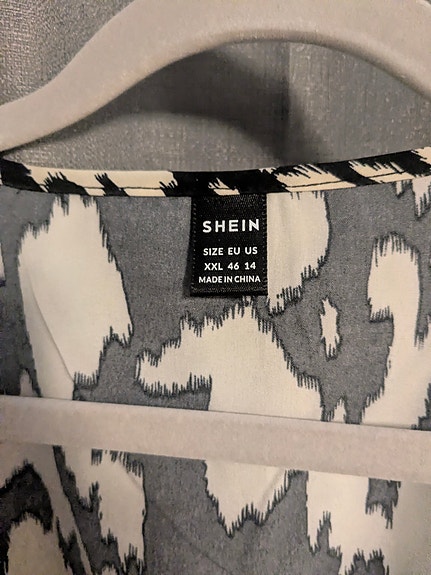 SHEIN
SIZE EU US
XXL 46 14
MADE IN CHINA